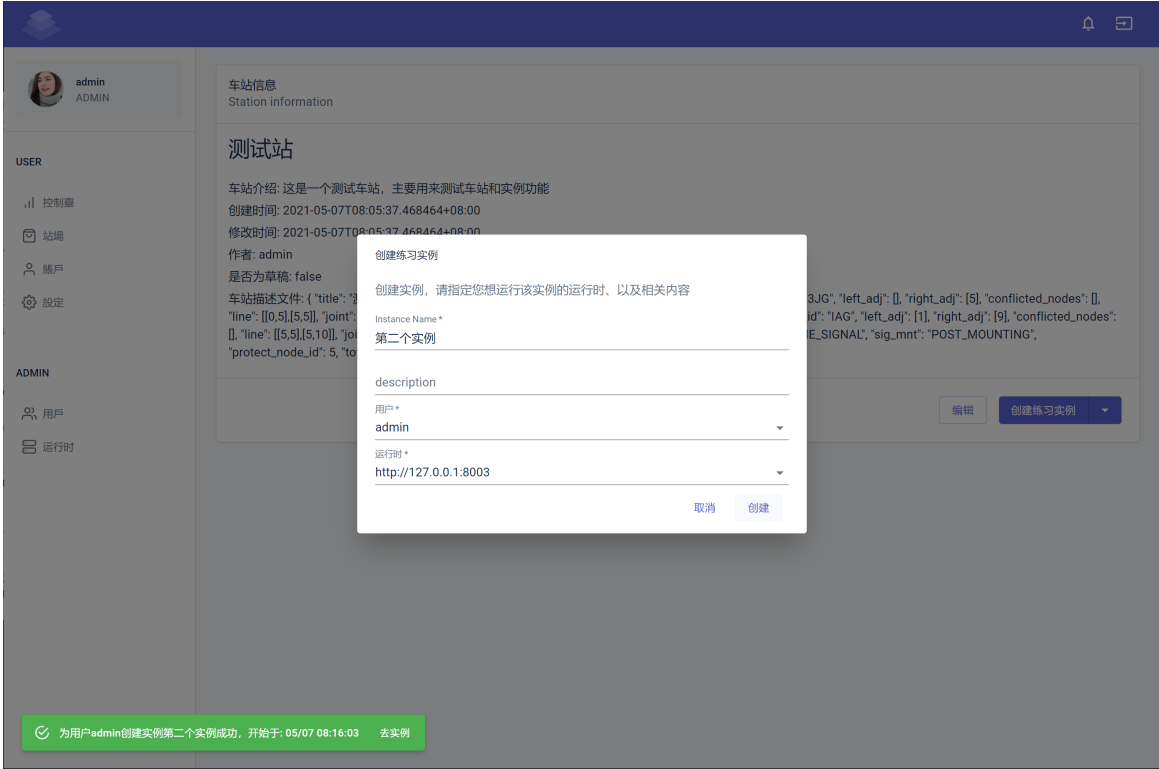 admin
ADMIN
USER
控制臺
站場
賬戶
設定
ADMIN
用戶
运行时
车站信息
Station information
测试站
车站介绍: 这是一个测试车站，主要用来测试车站和实例功能
创建时间: 2021-05-07T08:05:37.468464+08:00
修改时间: 2021-05-07T08:05:37.468464+08:00
作者: admin
是否为草稿: false
车站描述文件: { "title": 3JG", "left_adj": [], "right_adj": [5], "conflicted_nodes": [],
"line": [[0,5],[5,5]], "joint": id": "IAG", "left_adj": [1], "right_adj": [9], "conflicted_nodes":
[], "line": [[5,5],[5,10]], E_SIGNAL", "sig_mnt": "POST_MOUNTING",
"protect_node_id": 5,
编辑
创建练习实例
创建练习实例
创建实例，请指定您想运行该实例的运行时、以及相关内容
Instance Name *
第二个实例
description
用户 *
admin
运行时 *
http://127.0.0.1:8003
取消
创建
为用户admin创建实例第二个实例成功，开始于: 05/07 08:16:03
去实例